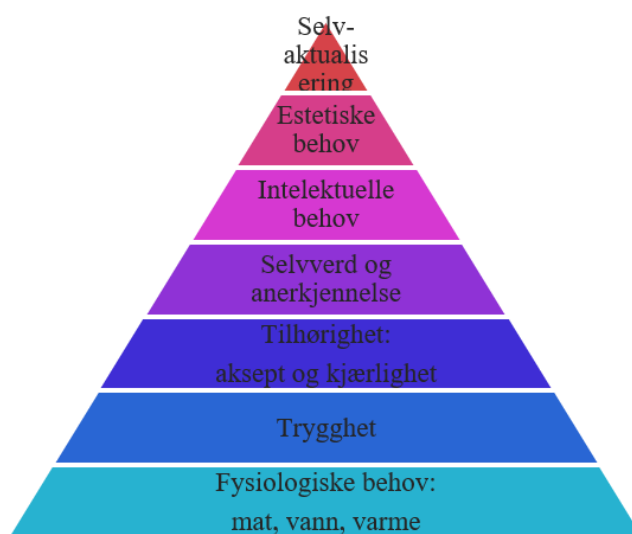 Selv-
aktualis
ering
Estetiske
behov
Intelektuelle
behov
Selvverd og
anerkjennelse
Tilhørighet:
aksept og kjærlighet
Trygghet
Fysiologiske behov:
mat, vann, varme